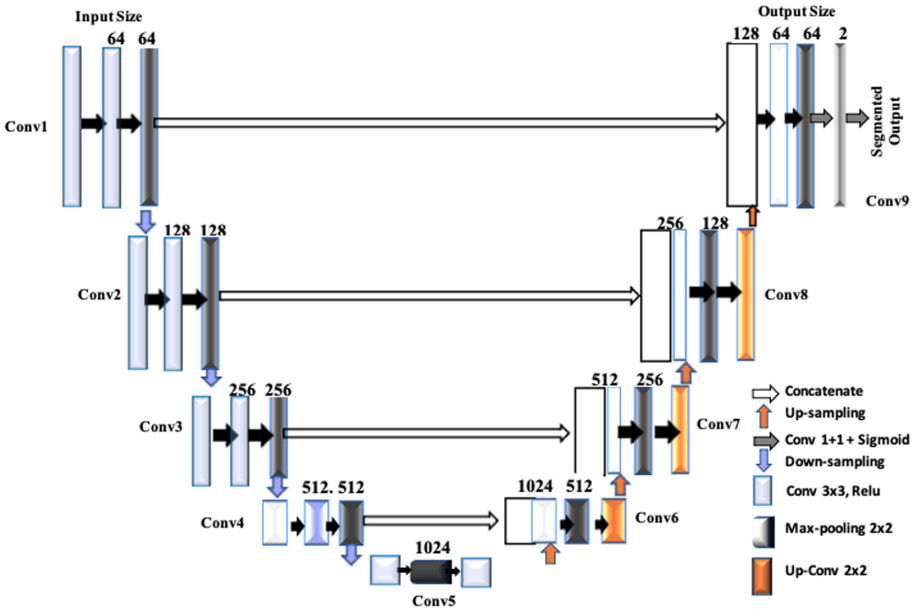 Input Size
Output Size
64 64
128 64 64 2
Conv1
Segmented
Output
Conv9
128 128
256 128
Conv2
Conv8
256 256
512 256
Conv3
Conv7
512. 512
1024 512
Conv4
Conv6
1024
Conv5
Concatenate
Up-sampling
Conv 1+1 + Sigmoid
Down-sampling
Conv 3x3, Relu
Max-pooling 2x2
Up-Conv 2x2